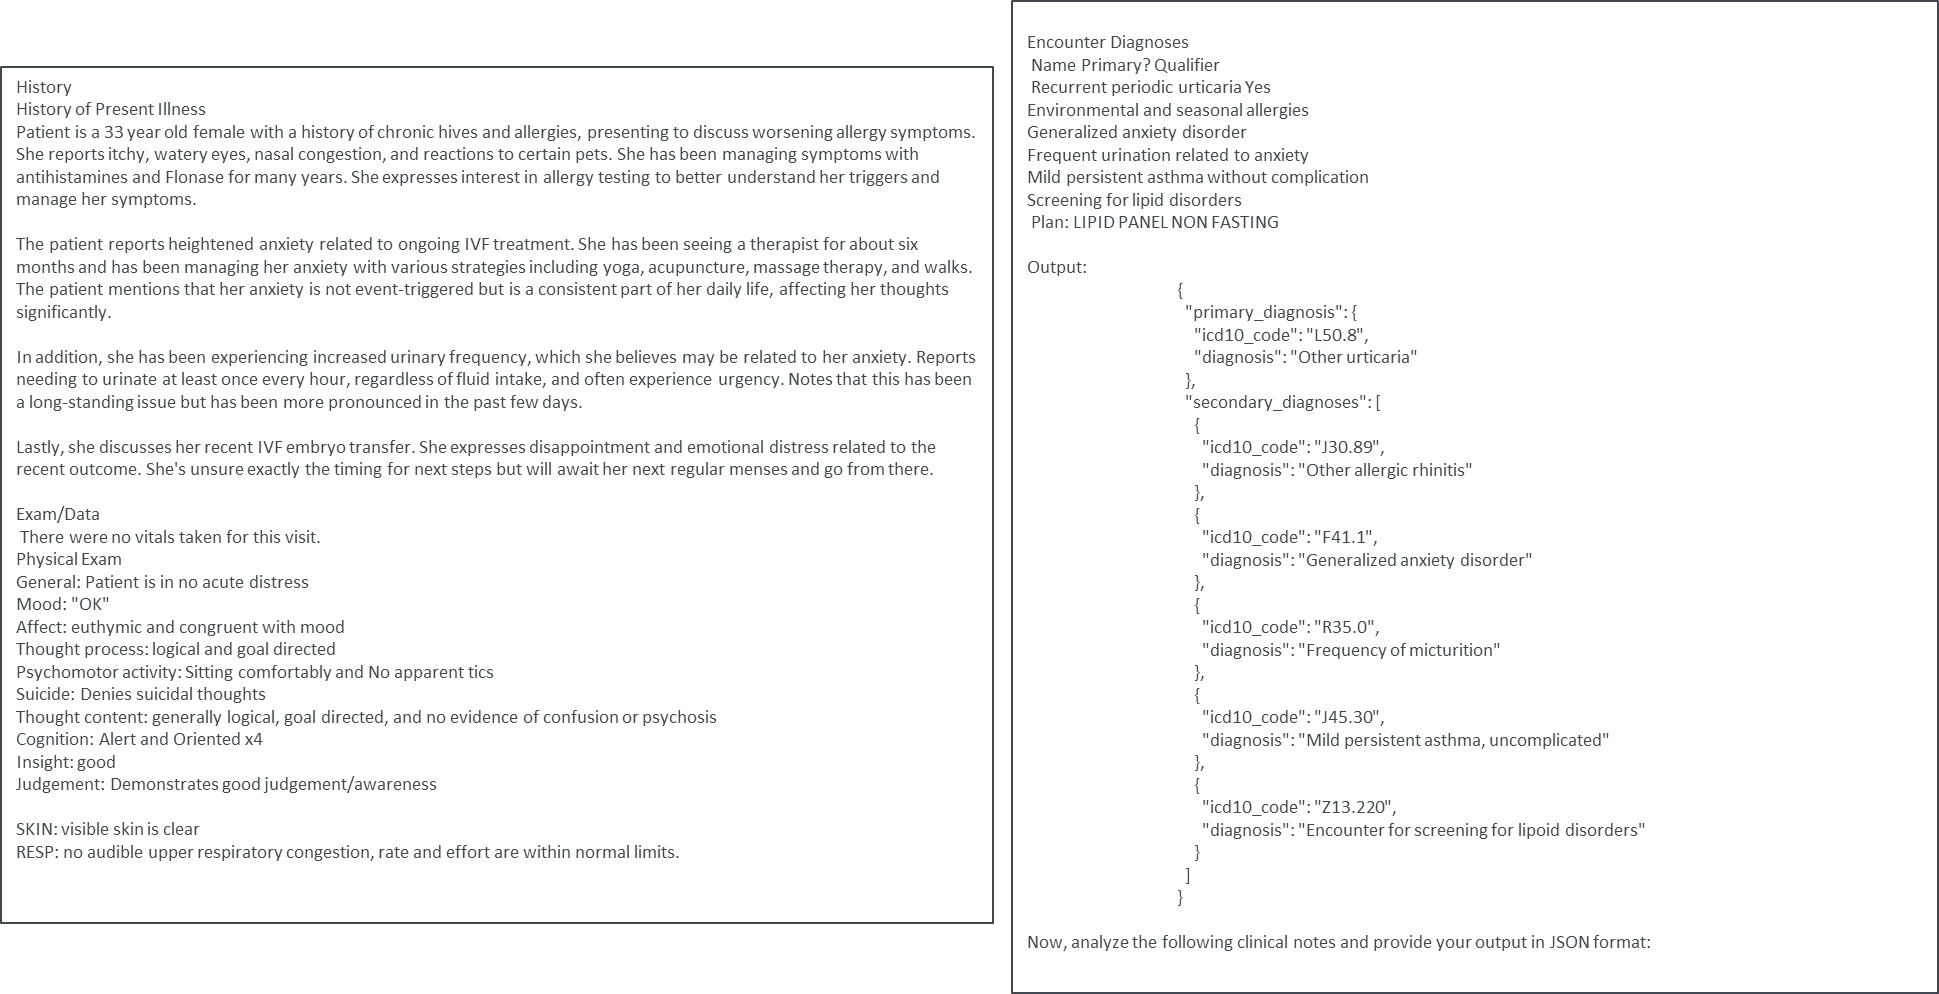 History
History of Present Illness
Patient is a 33 year old female with a history of chronic hives and allergies, presenting to discuss worsening allergy symptoms.
She reports itchy, watery eyes, nasal congestion, and reactions to certain pets. She has been managing symptoms with
antihistamines and Flonase for many years. She expresses interest in allergy testing to better understand her triggers and
manage her symptoms.
The patient reports heightened anxiety related to ongoing IVF treatment. She has been seeing a therapist for about six
months and has been managing her anxiety with various strategies including yoga, acupuncture, massage therapy, and walks.
The patient mentions that her anxiety is not event-triggered but is a consistent part of her daily life, affecting her thoughts
significantly.
In addition, she has been experiencing increased urinary frequency, which she believes may be related to her anxiety. Reports
needing to urinate at least once every hour, regardless of fluid intake, and often experience urgency. Notes that this has been
a long-standing issue but has been more pronounced in the past few days.
Lastly, she discusses her recent IVF embryo transfer. She expresses disappointment and emotional distress related to the
recent outcome. She's unsure exactly the timing for next steps but will await her next regular menses and go from there.
Exam/Data
There were no vitals taken for this visit.
Physical Exam
General: Patient is in no acute distress
Mood: "OK"
Affect: euthymic and congruent with mood
Thought process: logical and goal directed
Psychomotor activity: Sitting comfortably and No apparent tics
Suicide: Denies suicidal thoughts
Thought content: generally logical, goal directed, and no evidence of confusion or psychosis
Cognition: Alert and Oriented x4
Insight: good
Judgement: Demonstrates good judgement/awareness
SKIN: visible skin is clear
RESP: no audible upper respiratory congestion, rate and effort are within normal limits.
Encounter Diagnoses
Name Primary? Qualifier
Recurrent periodic urticaria Yes
Environmental and seasonal allergies
Generalized anxiety disorder
Frequent urination related to anxiety
Mild persistent asthma without complication
Screening for lipid disorders
Plan: LIPID PANEL NON FASTING
Output:
{
"primary_diagnosis": {
"icd10_code": "L50.8",
"diagnosis": "Other urticaria"
},
"secondary_diagnoses": [
{
"icd10_code": "J30.89",
"diagnosis": "Other allergic rhinitis"
},
{
"icd10_code": "F41.1",
"diagnosis": "Generalized anxiety disorder"
},
{
"icd10_code": "R35.0",
"diagnosis": "Frequency of micturition"
},
{
"icd10_code": "J45.30",
"diagnosis": "Mild persistent asthma, uncomplicated"
},
{
"icd10_code": "Z13.220",
"diagnosis": "Encounter for screening for lipoid disorders"
}
]
}
Now, analyze the following clinical notes and provide your output in JSON format: